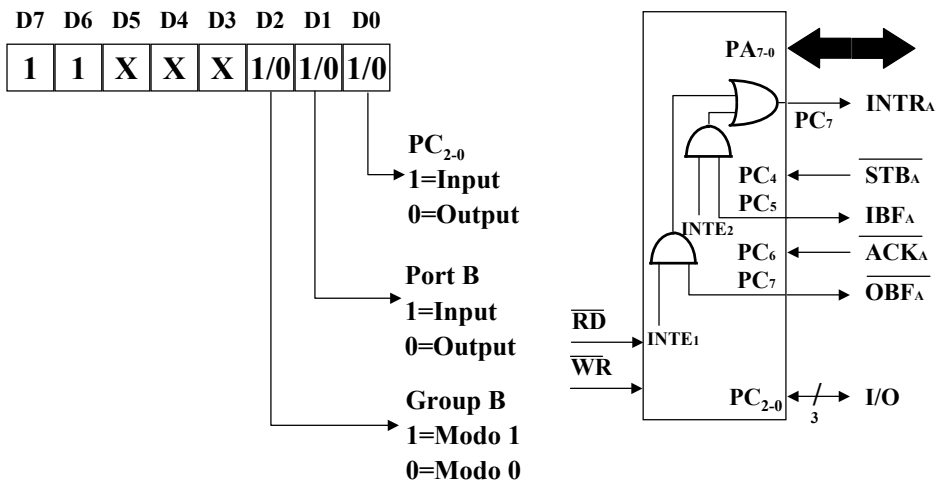 D7 D6 D5 D4 D3 D2 D1 D0
1 1 X X X 1/0 1/0 1/0
PC2-0
1=Input
0=Output
Port B
1=Input
0=Output
Group B
1=Modo 1
0=Modo 0
PA7-0
INTRA
PC7
PC4 STBA
PC5 IBFA
INTE2
PC6 ACKA
PC7 OBFA
RD
INTE1
WR
PC2-0 I/O
3